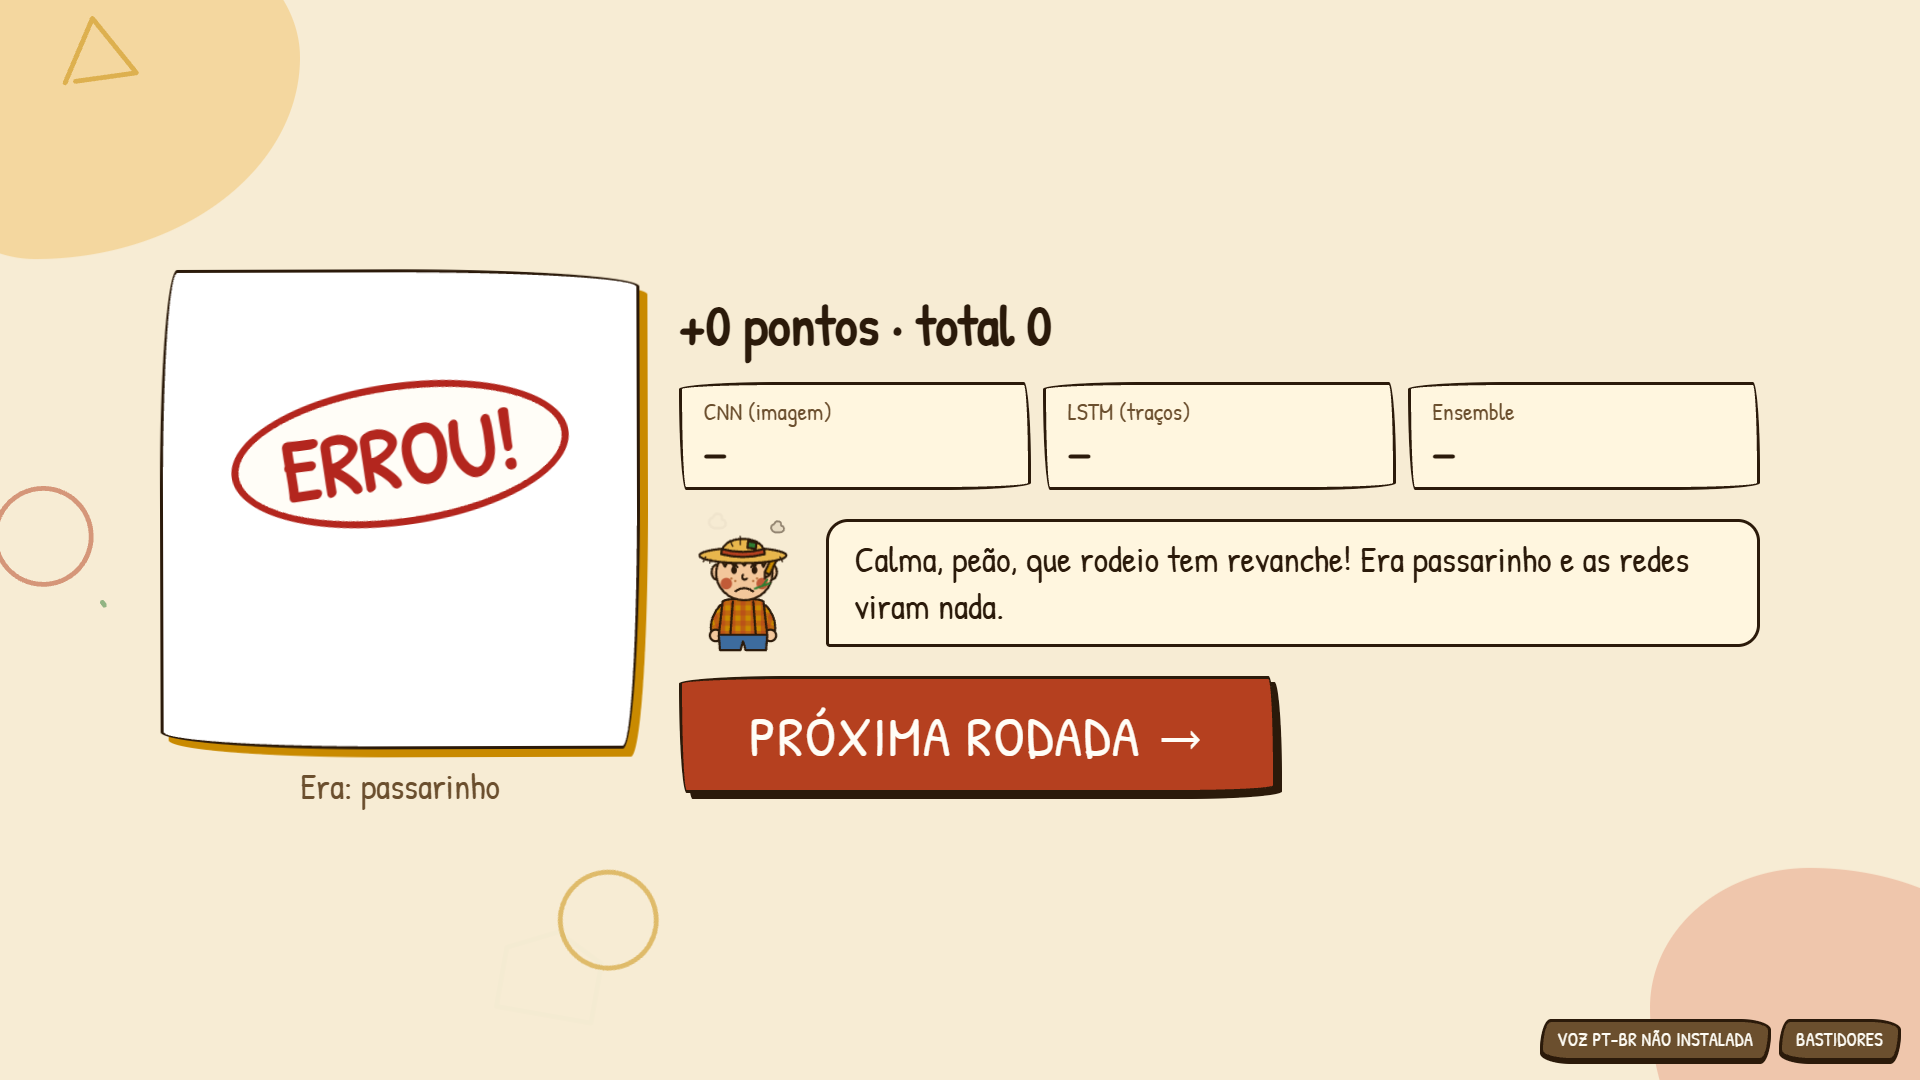 ERROU!
Era: passarinho
+0 pontos · total 0
CNN (imagem)
—
LSTM (traços)
—
Ensemble
—
Calma, peão, que rodeio tem revanche! Era passarinho e as redes
viram nada.
PRÓXIMA RODADA →
VOZ PT-BR NÃO INSTALADA
BASTIDORES